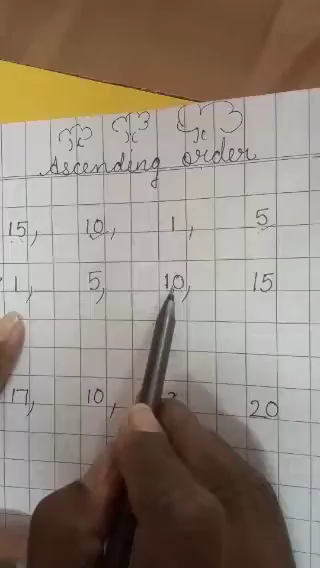 Ascending order
15, 10, 1, 5
1, 5, 10, 15
17, 10, 20